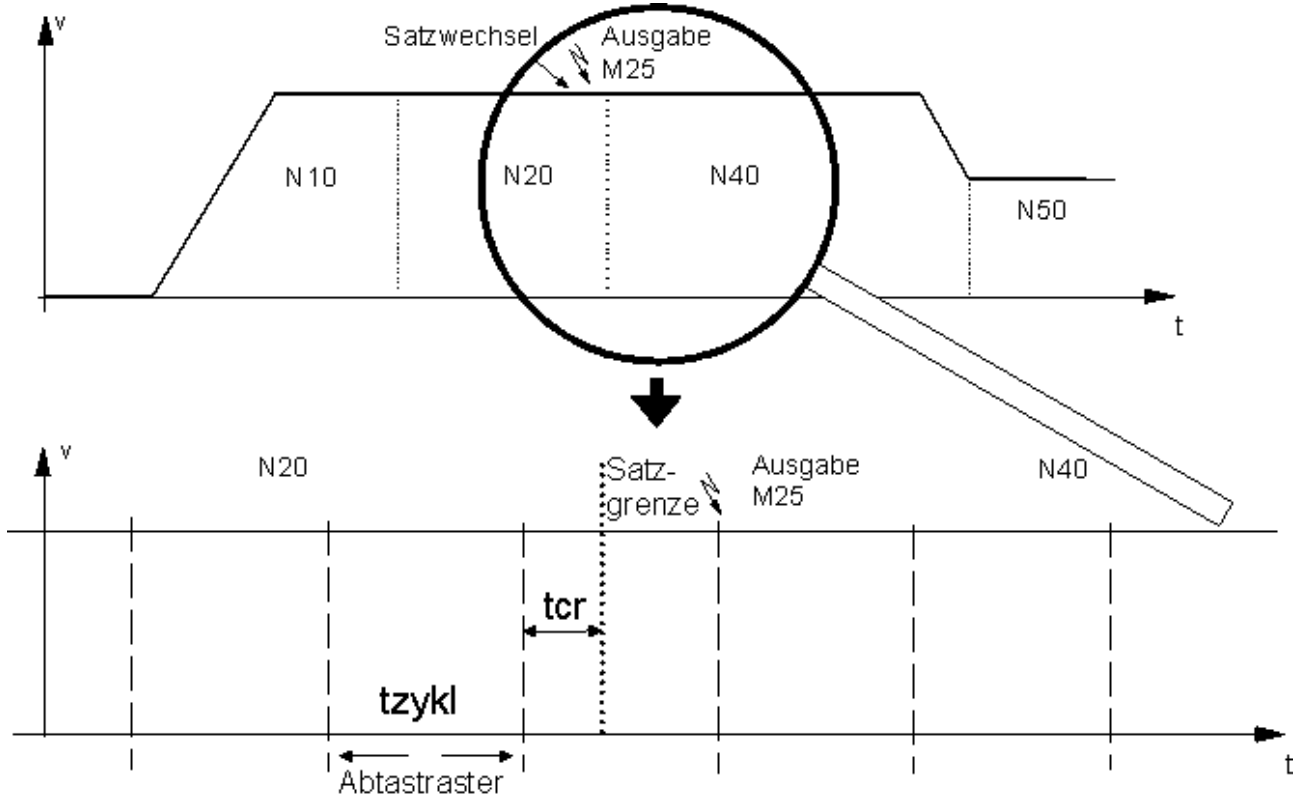 v
Satzwechsel
Ausgabe
M25
N10
N20
N40
N50
t
v
N20
Satz-
grenze
Ausgabe
M25
N40
tcr
tzykl
Abtastraster
t